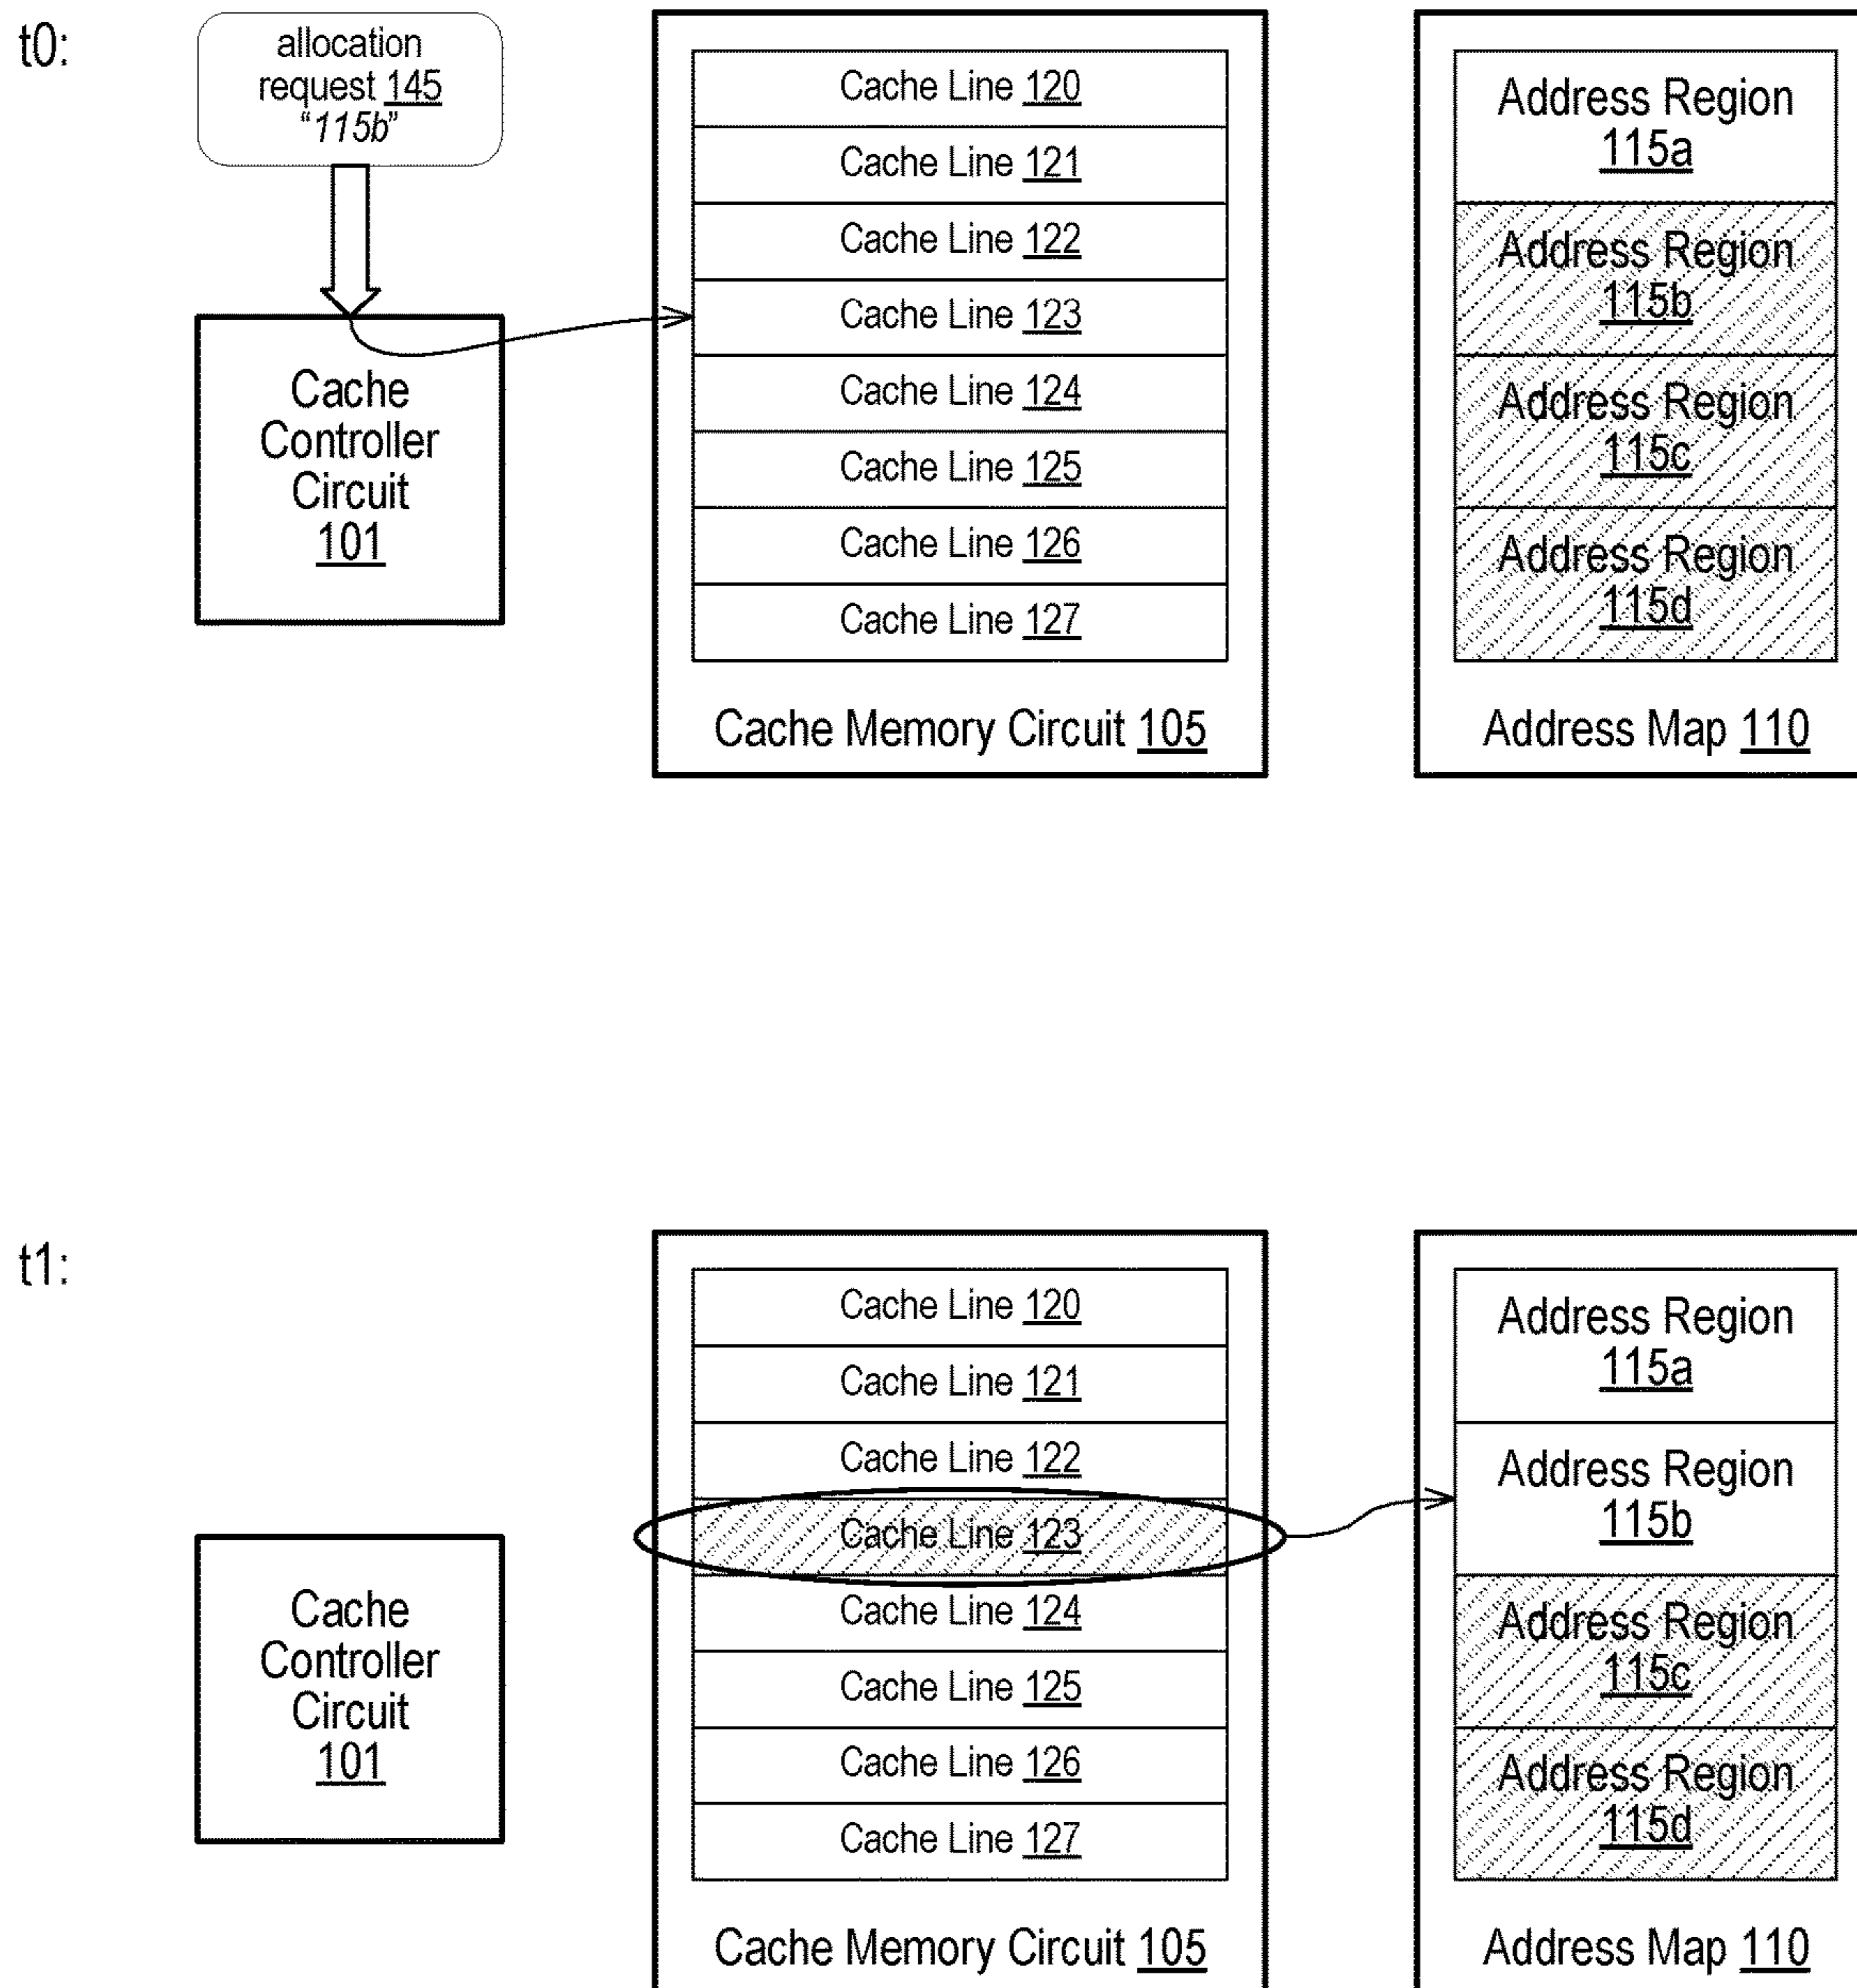 t0:
allocation
request 145
“115b”
Cache
Controller
Circuit
101
Cache Line 120
Cache Line 121
Cache Line 122
Cache Line 123
Cache Line 124
Cache Line 125
Cache Line 126
Cache Line 127
Cache Memory Circuit 105
Address Region
115a
Address Region
115b
Address Region
115c
Address Region
115d
Address Map 110
t1:
Cache
Controller
Circuit
101
Cache Line 120
Cache Line 121
Cache Line 122
Cache Line 123
Cache Line 124
Cache Line 125
Cache Line 126
Cache Line 127
Cache Memory Circuit 105
Address Region
115a
Address Region
115b
Address Region
115c
Address Region
115d
Address Map 110